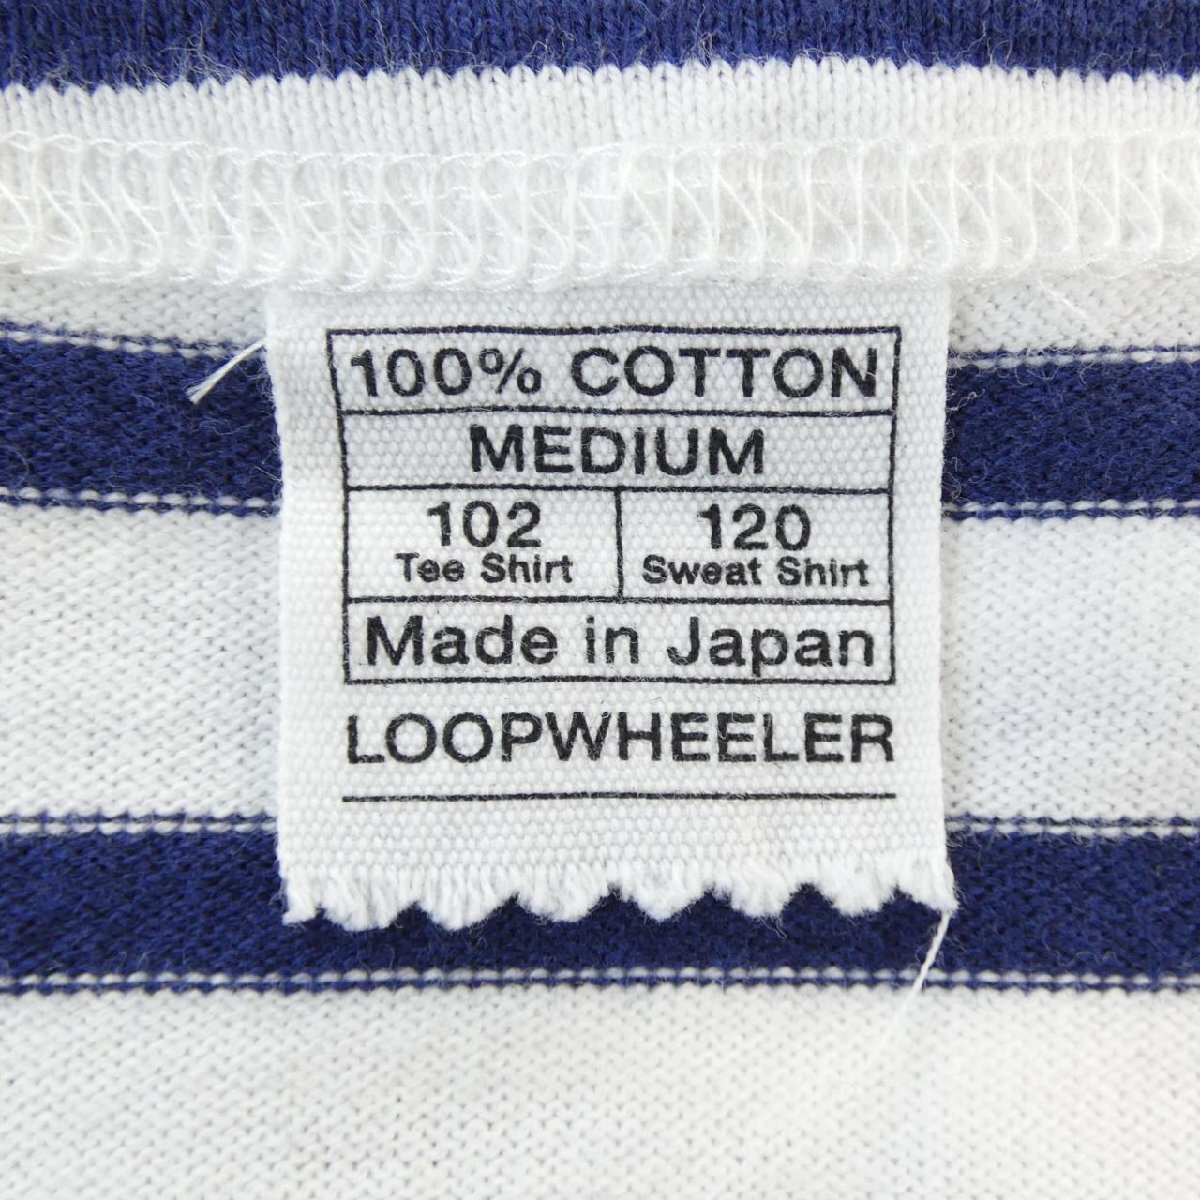 100% COTTON
MEDIUM
102 120
Tee Shirt Sweat Shirt
Made in Japan
LOOPWHEELER